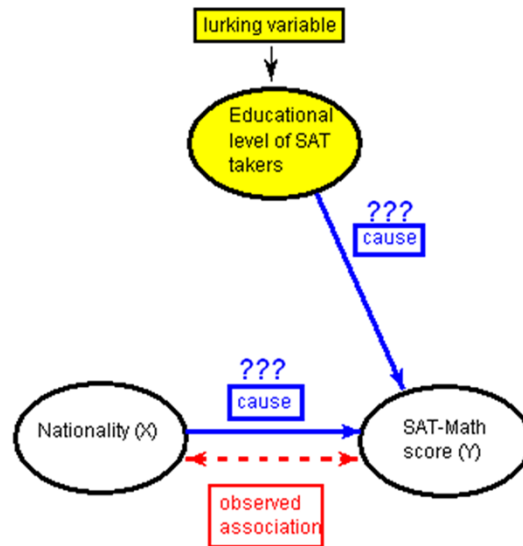 lurking variable
Educational
level of SAT
takers
???
cause
???
cause
Nationality (X)
SAT-Math
score (Y)
observed
association